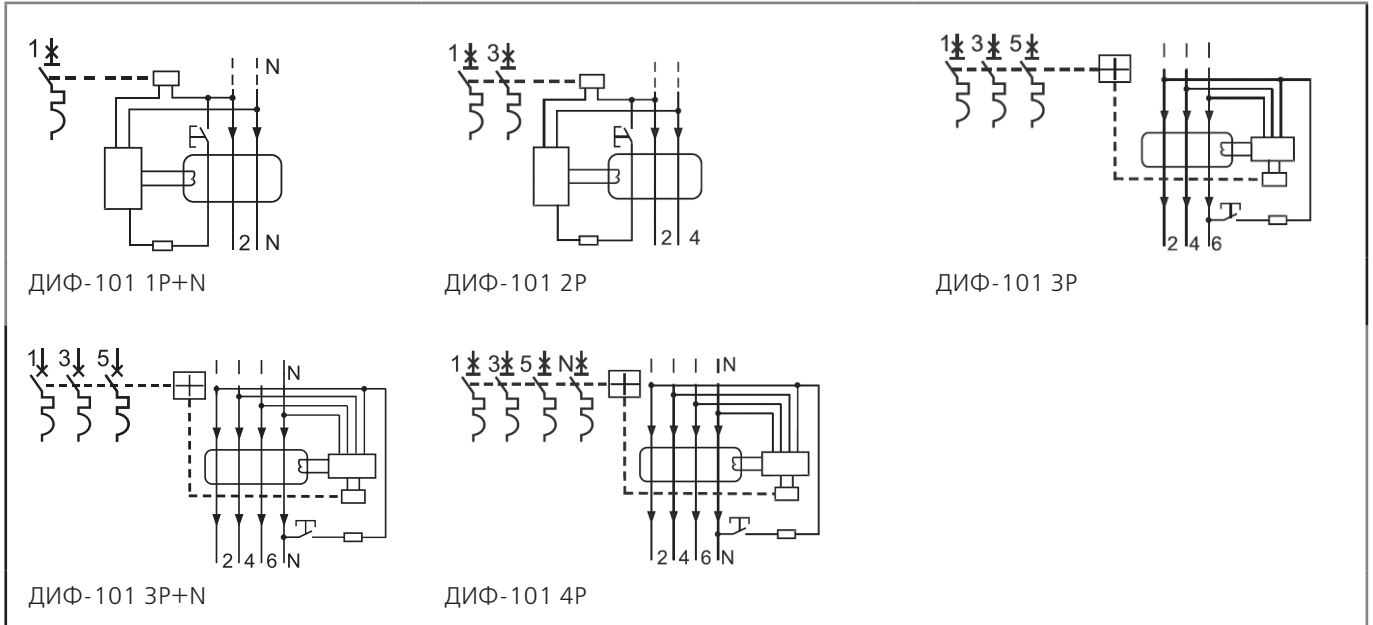 1
N
2 N
ДИФ-101 1P+N
1 3
2 4
ДИФ-101 2P
1 3 5
2 4 6
ДИФ-101 3P
1 3 5
N
2 4 6 N
ДИФ-101 3P+N
1 3 5 N
N
2 4 6 N
ДИФ-101 4P